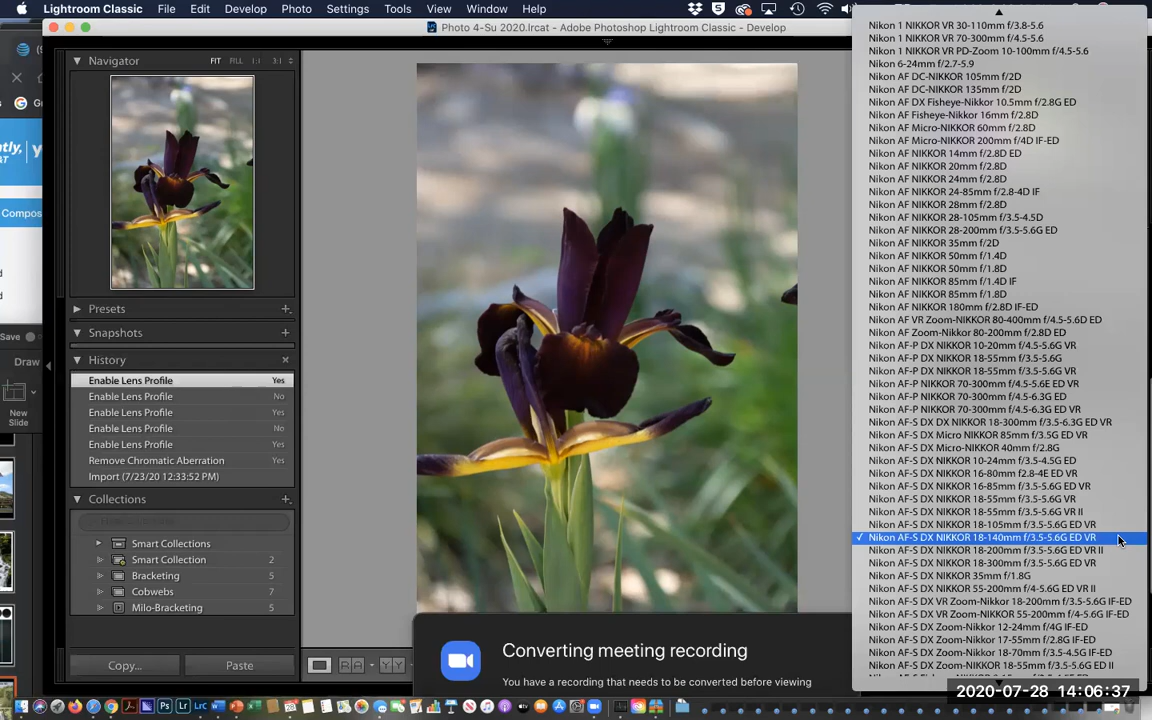 Lightroom Classic File Edit Develop Photo Settings Tools View Window Help
Photo 4-Su 2020.lrcat - Adobe Photoshop Lightroom Classic - Develop
Navigator FIT FILL 1:1 3:1
Presets
Snapshots
History
Enable Lens Profile Yes
Enable Lens Profile No
Enable Lens Profile Yes
Enable Lens Profile No
Enable Lens Profile Yes
Remove Chromatic Aberration Yes
Import (7/23/20 12:33:52 PM)
Collections
Smart Collections
Smart Collection 2
Bracketing 5
Cobwebs 7
Milo-Bracketing 6
Copy... Paste
Compos
Save
Draw
New
Slide
Nikon 1 NIKKOR VR 30-110mm f/3.8-5.6
Nikon 1 NIKKOR VR 70-300mm f/4.5-5.6
Nikon 1 NIKKOR VR PD-Zoom 10-100mm f/4.5-5.6
Nikon 6-24mm f/2.7-5.9
Nikon AF DC-NIKKOR 105mm f/2D
Nikon AF DC-NIKKOR 135mm f/2D
Nikon AF DX Fisheye-Nikkor 10.5mm f/2.8G ED
Nikon AF Fisheye-Nikkor 16mm f/2.8D
Nikon AF Micro-NIKKOR 60mm f/2.8D
Nikon AF Micro-NIKKOR 200mm f/4D IF-ED
Nikon AF NIKKOR 14mm f/2.8D ED
Nikon AF NIKKOR 20mm f/2.8D
Nikon AF NIKKOR 24mm f/2.8D
Nikon AF NIKKOR 24-85mm f/2.8-4D IF
Nikon AF NIKKOR 28mm f/2.8D
Nikon AF NIKKOR 28-105mm f/3.5-4.5D
Nikon AF NIKKOR 28-200mm f/3.5-5.6G ED
Nikon AF NIKKOR 35mm f/2D
Nikon AF NIKKOR 50mm f/1.4D
Nikon AF NIKKOR 50mm f/1.8D
Nikon AF NIKKOR 85mm f/1.4D IF
Nikon AF NIKKOR 85mm f/1.8D
Nikon AF NIKKOR 180mm f/2.8D IF-ED
Nikon AF VR Zoom-NIKKOR 80-400mm f/4.5-5.6D ED
Nikon AF Zoom-Nikkor 80-200mm f/2.8D ED
Nikon AF-P DX NIKKOR 10-20mm f/4.5-5.6G VR
Nikon AF-P DX NIKKOR 18-55mm f/3.5-5.6G
Nikon AF-P DX NIKKOR 18-55mm f/3.5-5.6G VR
Nikon AF-P NIKKOR 70-300mm f/4.5-5.6E ED VR
Nikon AF-P NIKKOR 70-300mm f/4.5-6.3G ED
Nikon AF-P NIKKOR 70-300mm f/4.5-6.3G ED VR
Nikon AF-S DX DX NIKKOR 18-300mm f/3.5-6.3G ED VR
Nikon AF-S DX Micro NIKKOR 85mm f/3.5G ED VR
Nikon AF-S DX Micro-NIKKOR 40mm f/2.8G
Nikon AF-S DX NIKKOR 10-24mm f/3.5-4.5G ED
Nikon AF-S DX NIKKOR 16-80mm f2.8-4E ED VR
Nikon AF-S DX NIKKOR 16-85mm f/3.5-5.6G ED VR
Nikon AF-S DX NIKKOR 18-55mm f/3.5-5.6G VR
Nikon AF-S DX NIKKOR 18-55mm f/3.5-5.6G VR II
Nikon AF-S DX NIKKOR 18-105mm f/3.5-5.6G ED VR
✓ Nikon AF-S DX NIKKOR 18-140mm f/3.5-5.6G ED VR
Nikon AF-S DX NIKKOR 18-200mm f/3.5-5.6G ED VR II
Nikon AF-S DX NIKKOR 18-300mm f/3.5-5.6G ED VR
Nikon AF-S DX NIKKOR 35mm f/1.8G
Nikon AF-S DX NIKKOR 55-200mm f/4-5.6G ED VR II
Nikon AF-S DX VR Zoom-Nikkor 18-200mm f/3.5-5.6G IF-ED
Nikon AF-S DX VR Zoom-NIKKOR 55-200mm f/4-5.6G IF-ED
Nikon AF-S DX Zoom-Nikkor 12-24mm f/4G IF-ED
Nikon AF-S DX Zoom-Nikkor 17-55mm f/2.8G IF-ED
Nikon AF-S DX Zoom-Nikkor 18-70mm f/3.5-4.5G IF-ED
Nikon AF-S DX Zoom-NIKKOR 18-55mm f/3.5-5.6G ED II
Converting meeting recording
You have a recording that needs to be converted before viewing
2020-07-28 14:06:37